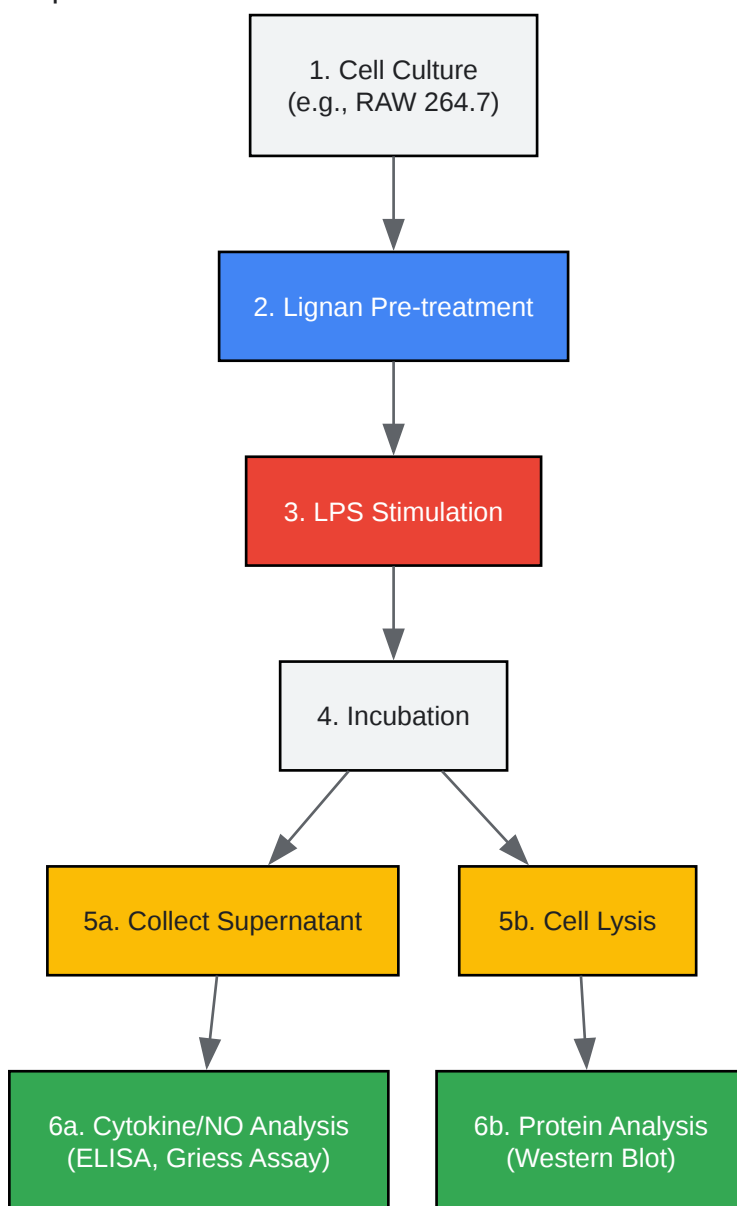 1. Cell Culture
(e.g., RAW 264.7)
2. Lignan Pre-treatment
3. LPS Stimulation
4. Incubation
5a. Collect Supernatant
5b. Cell Lysis
6a. Cytokine/NO Analysis
(ELISA, Griess Assay)
6b. Protein Analysis
(Western Blot)